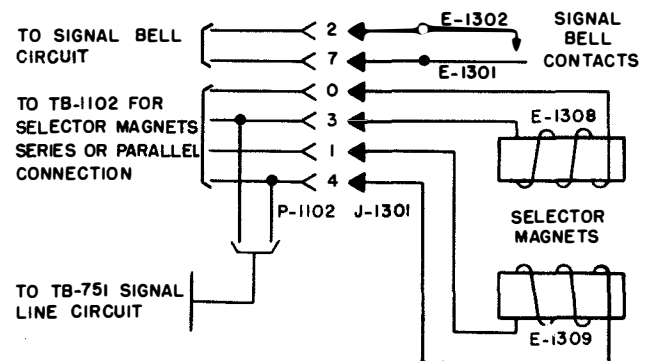 TO SIGNAL BELL
CIRCUIT
2
7
E-1302
E-1301
SIGNAL
BELL
CONTACTS
TO TB-1102 FOR
SELECTOR MAGNETS
SERIES OR PARALLEL
CONNECTION
0
3
1
4
P-1102 J-1301
E-1308
SELECTOR
MAGNETS
E-1309
TO TB-751 SIGNAL
LINE CIRCUIT